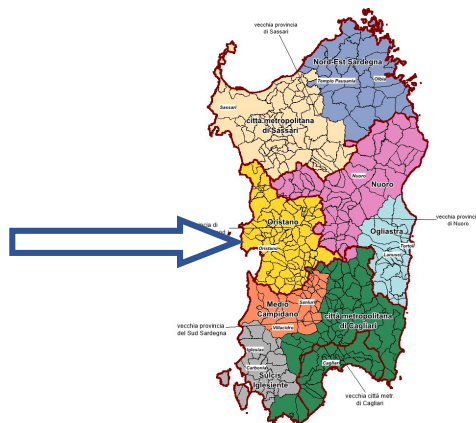 vecchia provincia
di Sassari
Nord-Est Sardegna
Tempio Pausania
Olbia
Sassari
città metropolitana
di Sassari
Nuoro
Nuoro
Oristano
vecchia provincia
di Nuoro
Ogliastra
Oristano
Tortolì
Lanusei
Medio
Campidano
Sanluri
città metropolitana
di Cagliari
Villacidro
vecchia provincia
del Sud Sardegna
Iglesias
Carbonia
Cagliari
Sulcis
Iglesiente
vecchia città metr.
di Cagliari